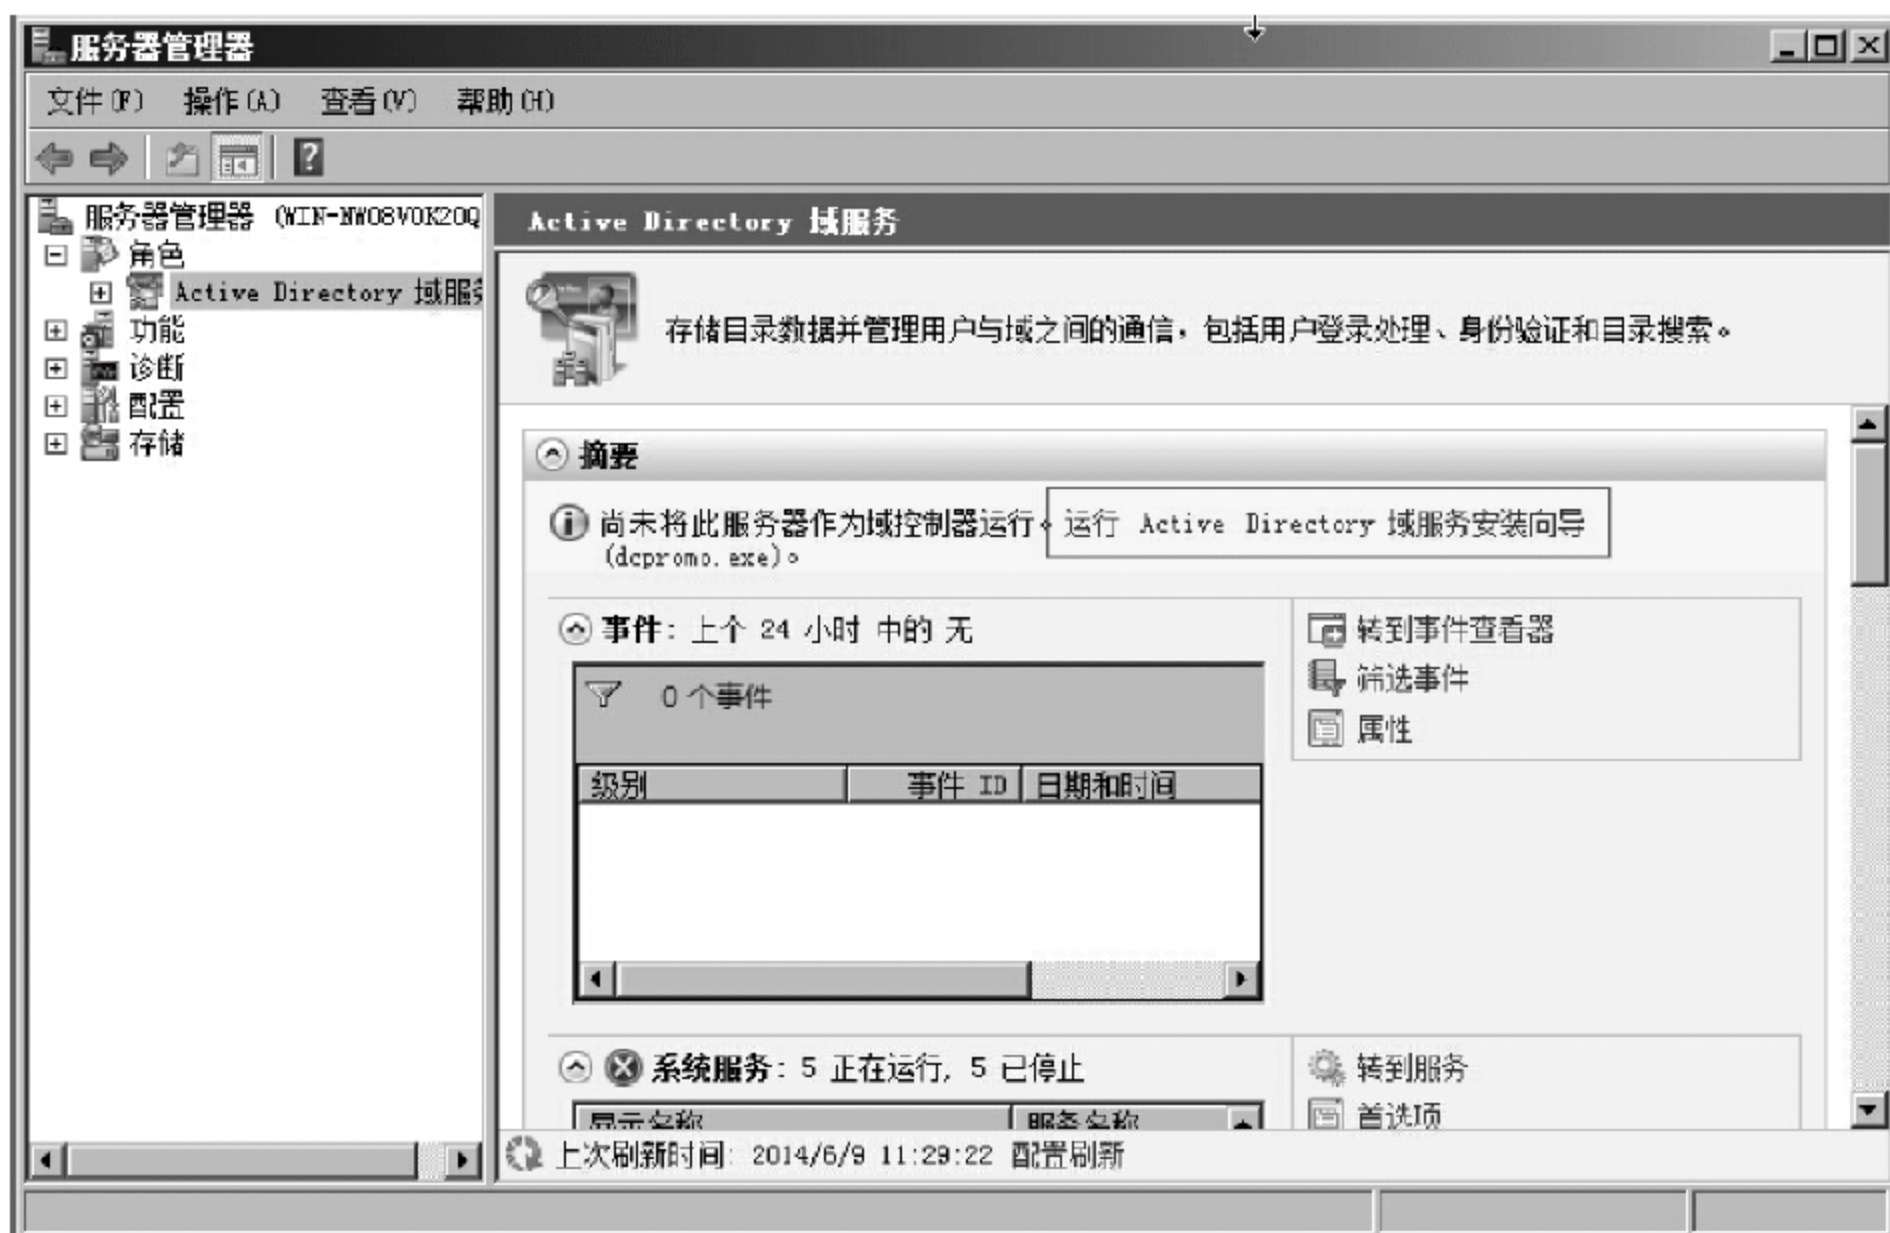 服务器管理器
文件(F) 操作(A) 查看(V) 帮助(H)
服务器管理器 (WIN-NW08V0K20Q
角色
Active Directory 域服务
功能
诊断
配置
存储
Active Directory 域服务
存储目录数据并管理用户与域之间的通信，包括用户登录处理、身份验证和目录搜索。
摘要
尚未将此服务器作为域控制器运行。运行 Active Directory 域服务安装向导
(dcpromo.exe)。
事件: 上个 24 小时 中的 无
0 个事件
级别 事件 ID 日期和时间
转到事件查看器
筛选事件
属性
系统服务: 5 正在运行, 5 已停止
显示名称 服务名称
转到服务
首选项
上次刷新时间: 2014/6/9 11:29:22 配置刷新